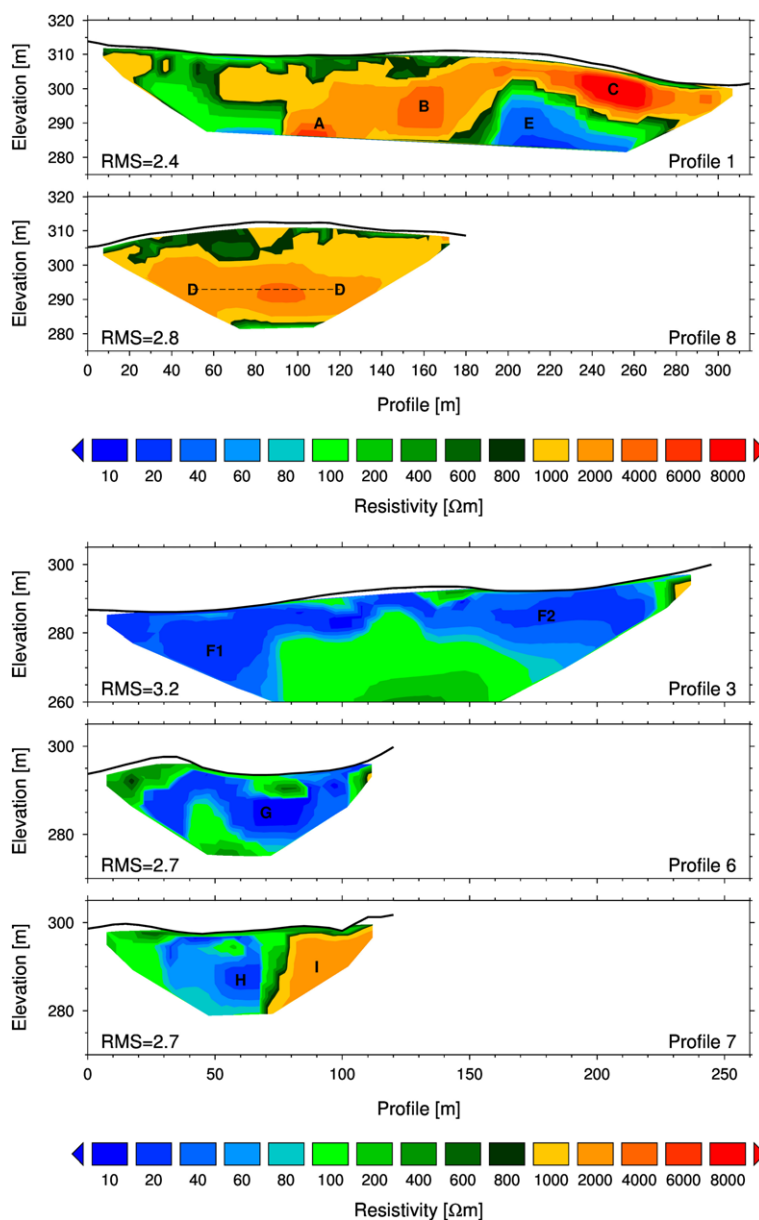 320
310
300
290
280
Elevation [m]
A
B
C
E
RMS=2.4
Profile 1
320
310
300
290
280
Elevation [m]
D
D
RMS=2.8
Profile 8
0 20 40 60 80 100 120 140 160 180 200 220 240 260 280 300
Profile [m]
10 20 40 60 80 100 200 400 600 800 1000 2000 4000 6000 8000
Resistivity [Ωm]
300
280
260
Elevation [m]
F1
F2
RMS=3.2
Profile 3
300
280
Elevation [m]
G
RMS=2.7
Profile 6
300
280
Elevation [m]
H
I
RMS=2.7
Profile 7
0 50 100 150 200 250
Profile [m]
10 20 40 60 80 100 200 400 600 800 1000 2000 4000 6000 8000
Resistivity [Ωm]